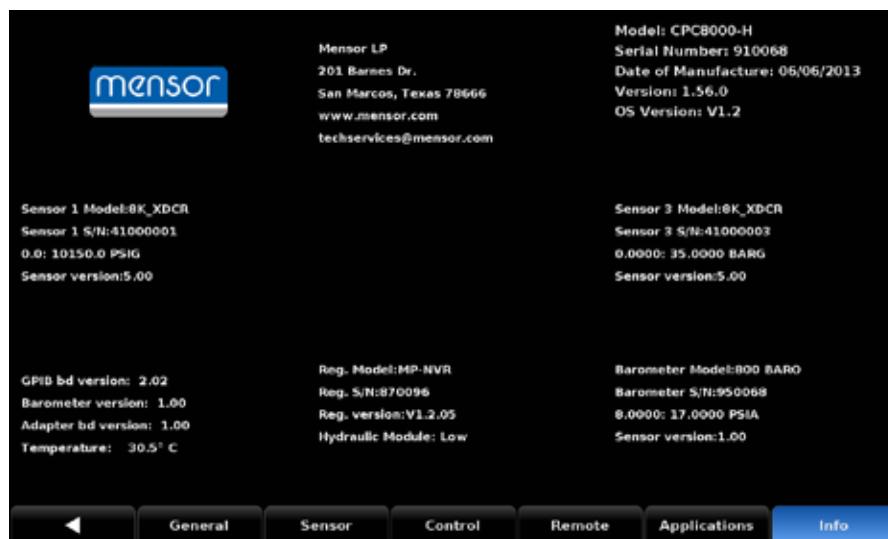 mensor
Mensor LP
201 Barnes Dr.
San Marcos, Texas 78666
www.mensor.com
techservices@mensor.com
Model: CPC8000-H
Serial Number: 910068
Date of Manufacture: 06/06/2013
Version: 1.56.0
OS Version: V1.2
Sensor 1 Model:8K_XDCR
Sensor 1 S/N:41000001
0.0: 10150.0 PSIG
Sensor version:5.00
Sensor 3 Model:8K_XDCR
Sensor 3 S/N:41000003
0.0000: 35.0000 BARG
Sensor version:5.00
GPIB bd version: 2.02
Barometer version: 1.00
Adapter bd version: 1.00
Temperature: 30.5° C
Reg. Model:MP-NVR
Reg. S/N:870096
Reg. version:V1.2.05
Hydraulic Module: Low
Barometer Model:800 BARO
Barometer S/N:950068
8.0000: 17.0000 PSIA
Sensor version:1.00
General Sensor Control Remote Applications Info